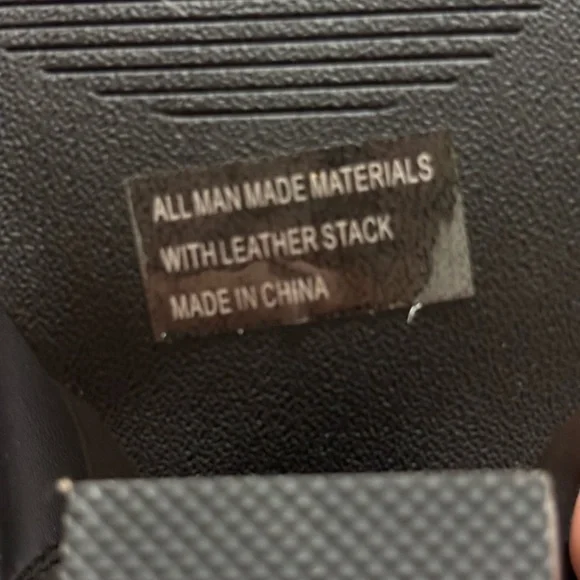 ALL MAN MADE MATERIALS
WITH LEATHER STACK
MADE IN CHINA